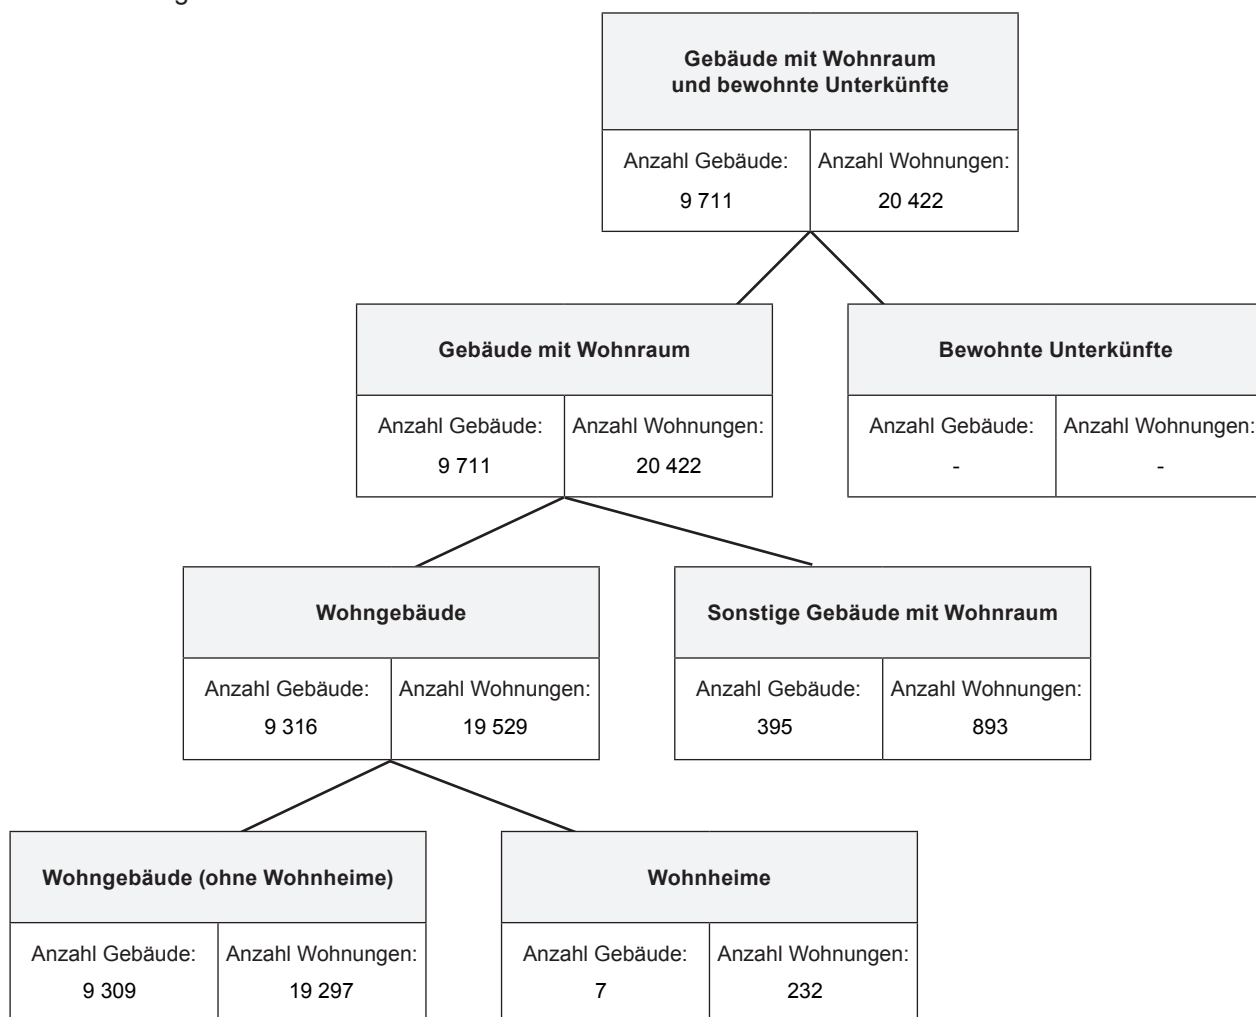 Gebäude mit Wohnraum
und bewohnte Unterkünfte
Anzahl Gebäude: Anzahl Wohnungen:
9 711 20 422
Gebäude mit Wohnraum Bewohnte Unterkünfte
Anzahl Gebäude: Anzahl Wohnungen: Anzahl Gebäude: Anzahl Wohnungen:
9 711 20 422 - -
Wohngebäude Sonstige Gebäude mit Wohnraum
Anzahl Gebäude: Anzahl Wohnungen: Anzahl Gebäude: Anzahl Wohnungen:
9 316 19 529 395 893
Wohngebäude (ohne Wohnheime) Wohnheime
Anzahl Gebäude: Anzahl Wohnungen: Anzahl Gebäude: Anzahl Wohnungen:
9 309 19 297 7 232